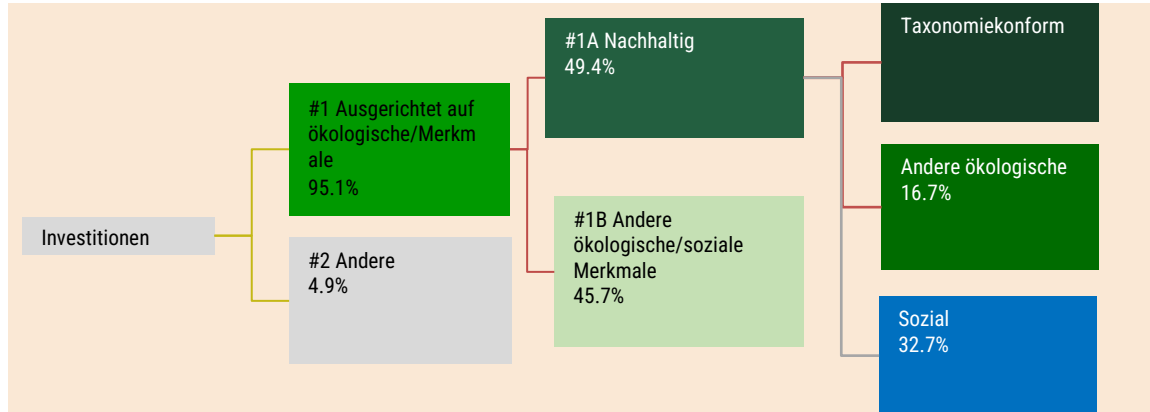 Investitionen
#1 Ausgerichtet auf
ökologische/Merkm
ale
95.1%
#2 Andere
4.9%
#1A Nachhaltig
49.4%
#1B Andere
ökologische/soziale
Merkmale
45.7%
Taxonomiekonform
Andere ökologische
16.7%
Sozial
32.7%